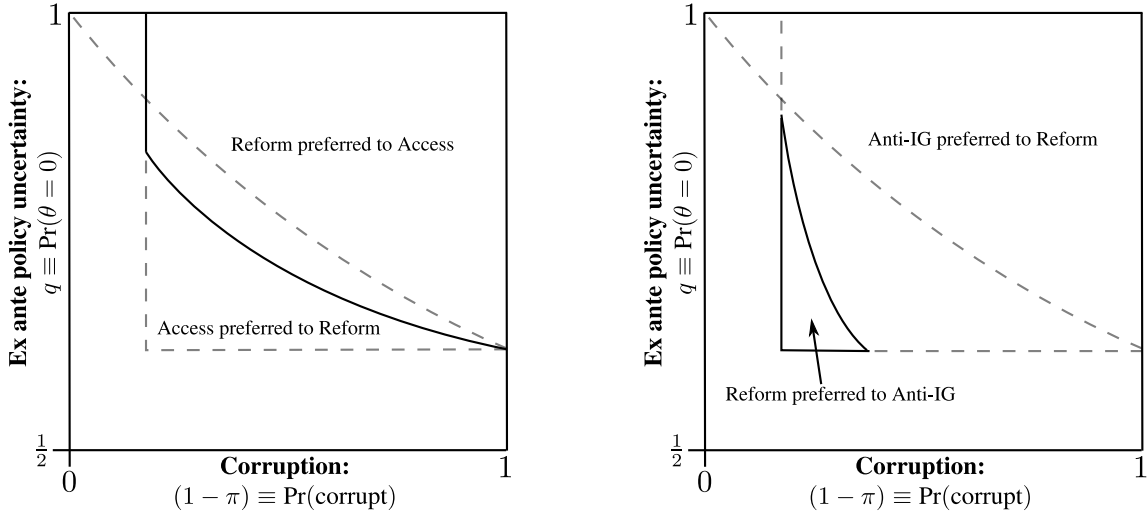 1
Ex ante policy uncertainty:
q ≡ Pr(θ = 0)
Reform preferred to Access
Access preferred to Reform
1/2
0
Corruption:
1
(1 − π) ≡ Pr(corrupt)
1
Ex ante policy uncertainty:
q ≡ Pr(θ = 0)
Anti-IG preferred to Reform
Reform preferred to Anti-IG
1/2
0
Corruption:
1
(1 − π) ≡ Pr(corrupt)